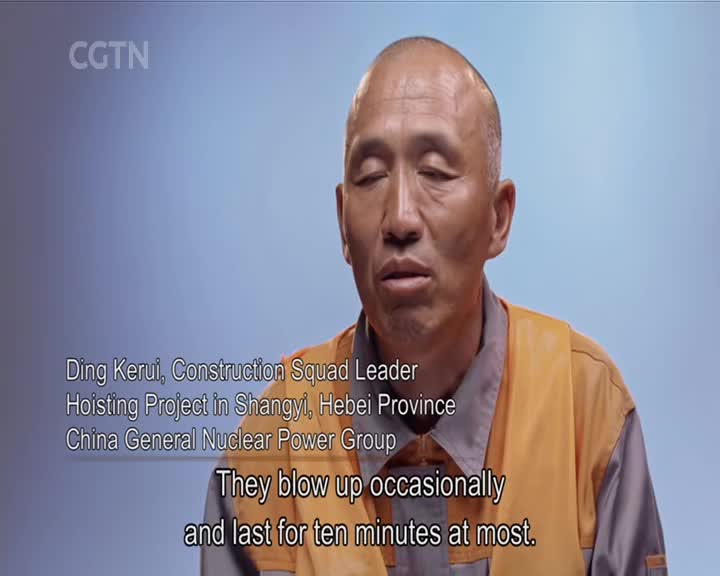 CGTN
Ding Kerui, Construction Squad Leader
Hoisting Project in Shangyi, Hebei Province
China General Nuclear Power Group
They blow up occasionally
and last for ten minutes at most.